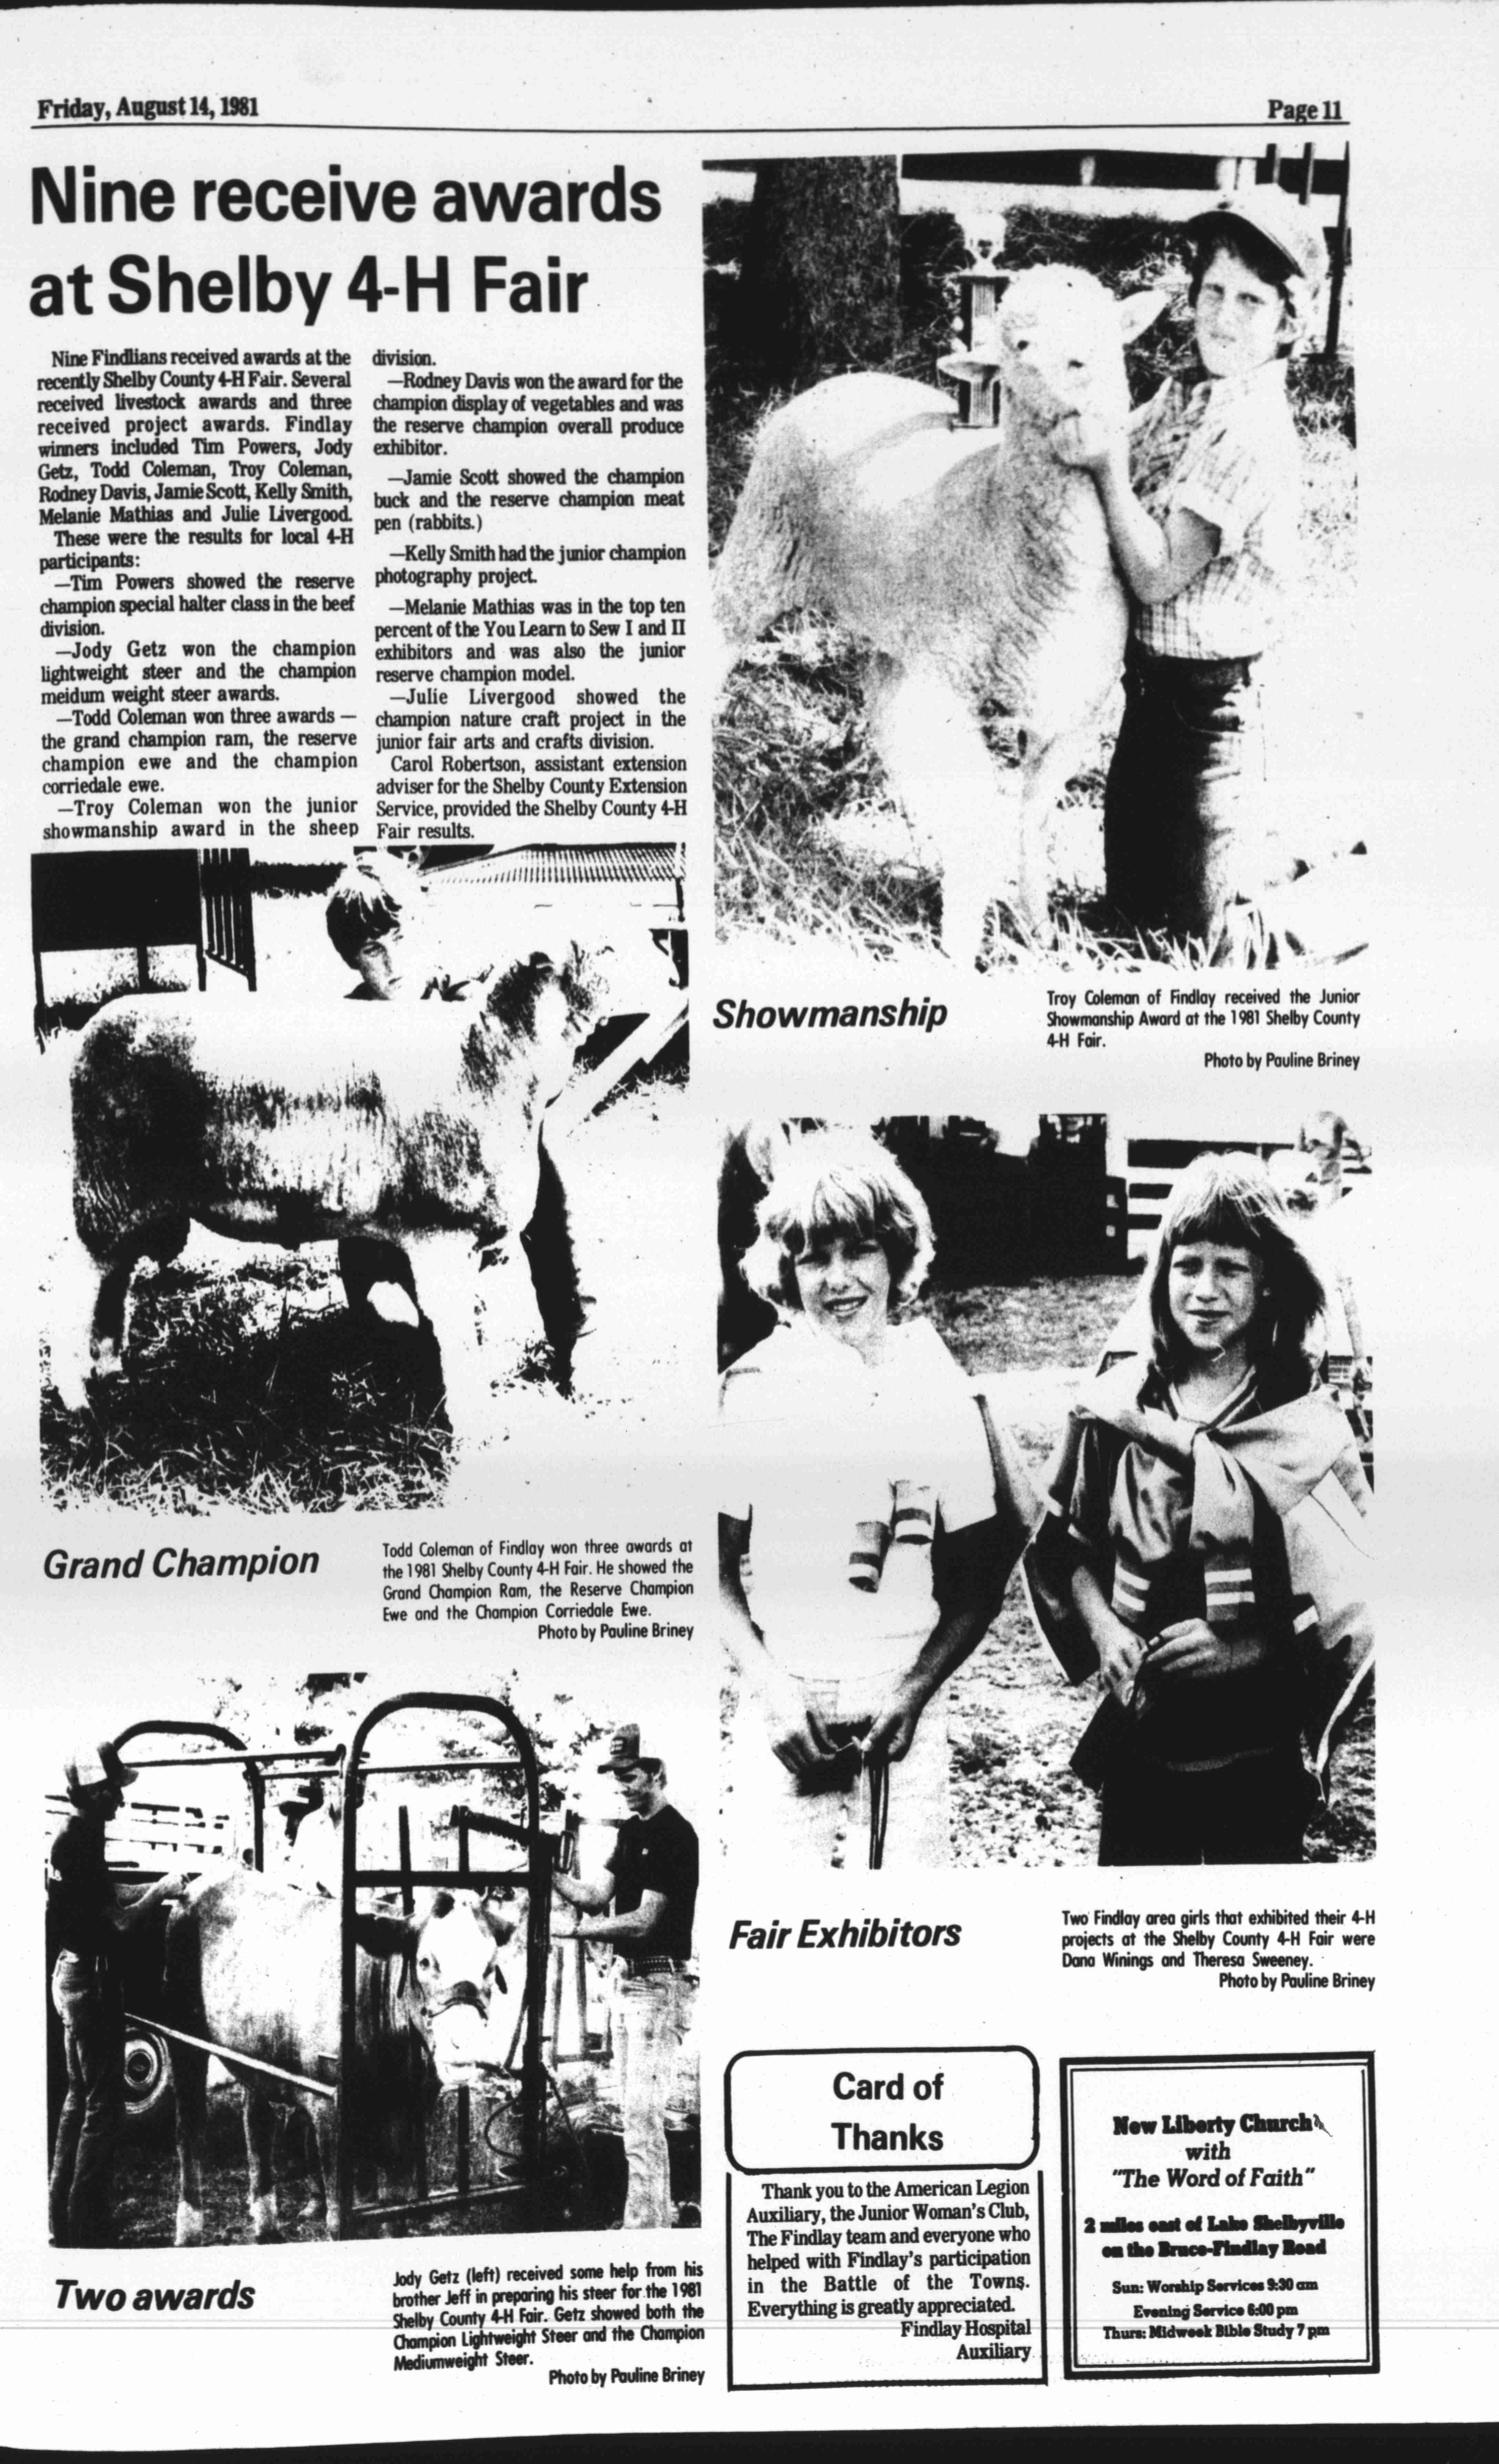 Friday, August 14, 1981
Page 11
Nine receive awards
at Shelby 4-H Fair
Nine Findlians received awards at the
recently Shelby County 4-H Fair. Several
received livestock awards and three
received project awards. Findlay
winners included Tim Powers, Jody
Getz, Todd Coleman, Troy Coleman,
Rodney Davis, Jamie Scott, Kelly Smith,
Melanie Mathias and Julie Livergood.
These were the results for local 4-H
participants:
—Tim Powers showed the reserve
champion special halter class in the beef
division.
—Jody Getz won the champion
lightweight steer and the champion
meidum weight steer awards.
—Todd Coleman won three awards —
the grand champion ram, the reserve
champion ewe and the champion
corriedale ewe.
—Troy Coleman won the junior
showmanship award in the sheep
division.
—Rodney Davis won the award for the
champion display of vegetables and was
the reserve champion overall produce
exhibitor.
—Jamie Scott showed the champion
buck and the reserve champion meat
pen (rabbits.)
—Kelly Smith had the junior champion
photography project.
—Melanie Mathias was in the top ten
percent of the You Learn to Sew I and II
exhibitors and was also the junior
reserve champion model.
—Julie Livergood showed the
champion nature craft project in the
junior fair arts and crafts division.
Carol Robertson, assistant extension
adviser for the Shelby County Extension
Service, provided the Shelby County 4-H
Fair results.
Showmanship
Troy Coleman of Findlay received the Junior
Showmanship Award at the 1981 Shelby County
4-H Fair.
Photo by Pauline Briney
Grand Champion
Todd Coleman of Findlay won three awards at
the 1981 Shelby County 4-H Fair. He showed the
Grand Champion Ram, the Reserve Champion
Ewe and the Champion Corriedale Ewe.
Photo by Pauline Briney
Fair Exhibitors
Two Findlay area girls that exhibited their 4-H
projects at the Shelby County 4-H Fair were
Dana Winings and Theresa Sweeney.
Photo by Pauline Briney
Two awards
Jody Getz (left) received some help from his
brother Jeff in preparing his steer for the 1981
Shelby County 4-H Fair. Getz showed both the
Champion Lightweight Steer and the Champion
Mediumweight Steer.
Photo by Pauline Briney
Card of
Thanks
Thank you to the American Legion
Auxiliary, the Junior Woman's Club,
The Findlay team and everyone who
helped with Findlay's participation
in the Battle of the Towns.
Everything is greatly appreciated.
Findlay Hospital
Auxiliary
New Liberty Church
with
"The Word of Faith"
2 miles east of Lake Shelbyville
on the Bruce-Findlay Road
Sun: Worship Services 9:30 am
Evening Service 6:00 pm
Thurs: Midweek Bible Study 7 pm